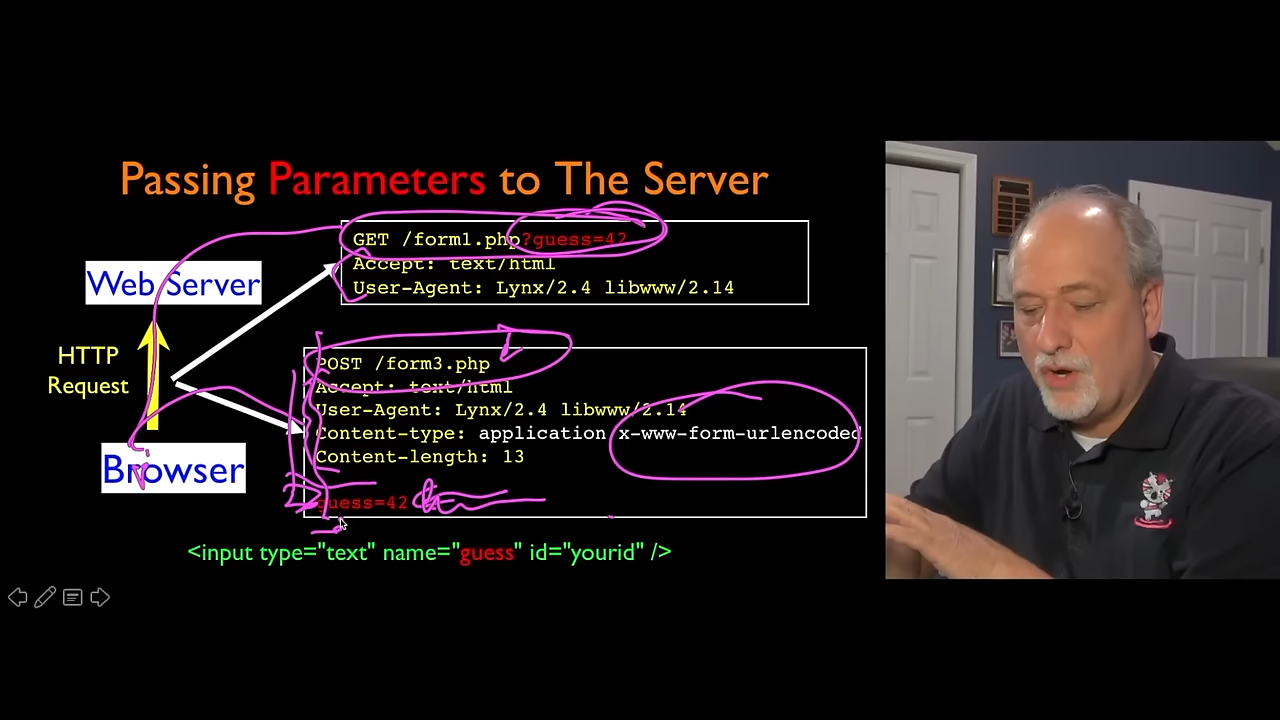 Passing Parameters to The Server
GET /form1.php?guess=42
Accept: text/html
User-Agent: Lynx/2.4 libwww/2.14
Web Server
HTTP
Request
Browser
POST /form3.php
Accept: text/html
User-Agent: Lynx/2.4 libwww/2.14
Content-type: application x-www-form-urlencoded
Content-length: 13
guess=42
<input type="text" name="guess" id="yourid" />